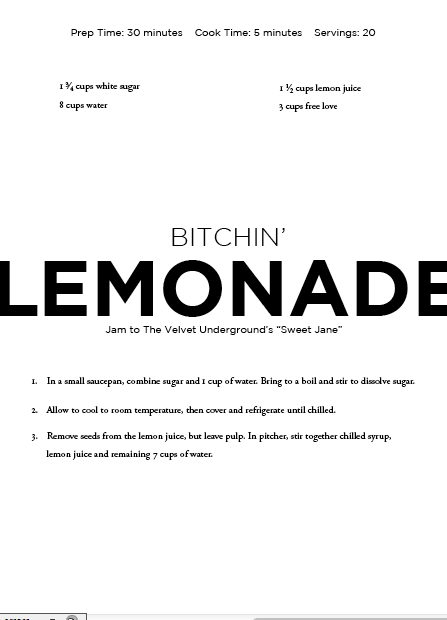 Prep Time: 30 minutes Cook Time: 5 minutes Servings: 20
1 ¾ cups white sugar
8 cups water
1 ½ cups lemon juice
3 cups free love
BITCHIN’
LEMONADE
Jam to The Velvet Underground’s “Sweet Jane”
1. In a small saucepan, combine sugar and 1 cup of water. Bring to a boil and stir to dissolve sugar.
2. Allow to cool to room temperature, then cover and refrigerate until chilled.
3. Remove seeds from the lemon juice, but leave pulp. In pitcher, stir together chilled syrup,
lemon juice and remaining 7 cups of water.